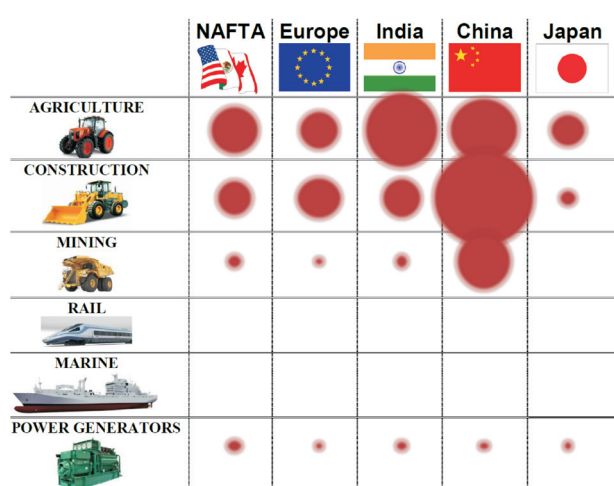 NAFTA Europe India China Japan
AGRICULTURE
CONSTRUCTION
MINING
RAIL
MARINE
POWER GENERATORS